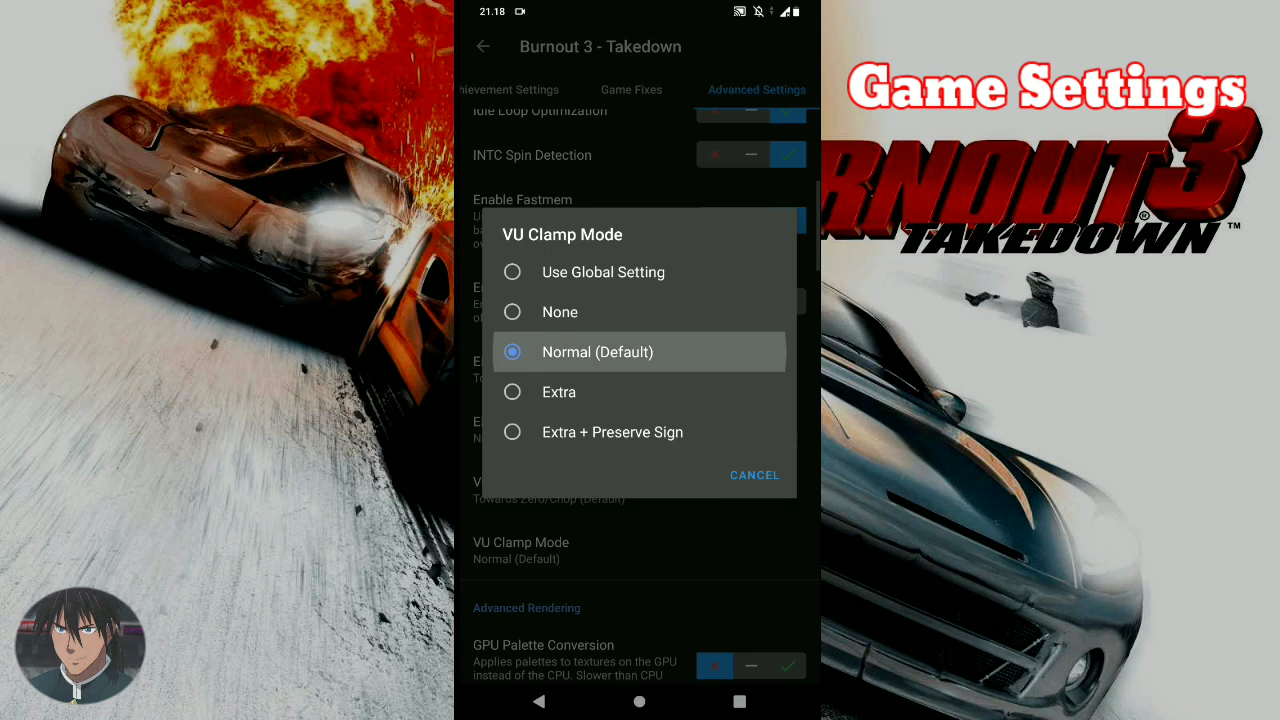 21.18
Burnout 3 - Takedown
hievement Settings
Game Fixes
Advanced Settings
Idle Loop Optimization
INTC Spin Detection
Enable Fastmem
VU Clamp Mode
Use Global Setting
None
Normal (Default)
Extra
Extra + Preserve Sign
CANCEL
Towards Zero/Chop (Default)
VU Clamp Mode
Normal (Default)
Advanced Rendering
GPU Palette Conversion
Applies palettes to textures on the GPU
instead of the CPU. Slower than CPU
Game Settings
RNOUT 3
TAKEDOWN ® ™